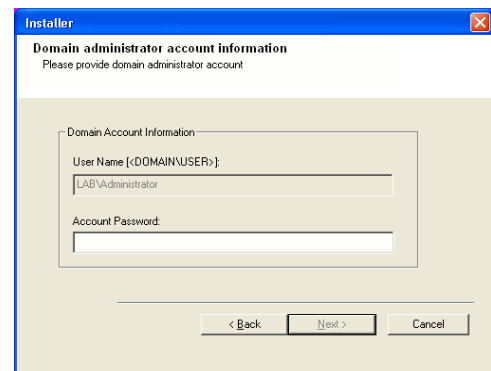 Installer
Domain administrator account information
Please provide domain administrator account
Domain Account Information
User Name [<DOMAIN\USER>]:
LAB\Administrator
Account Password:
< Back
Next >
Cancel